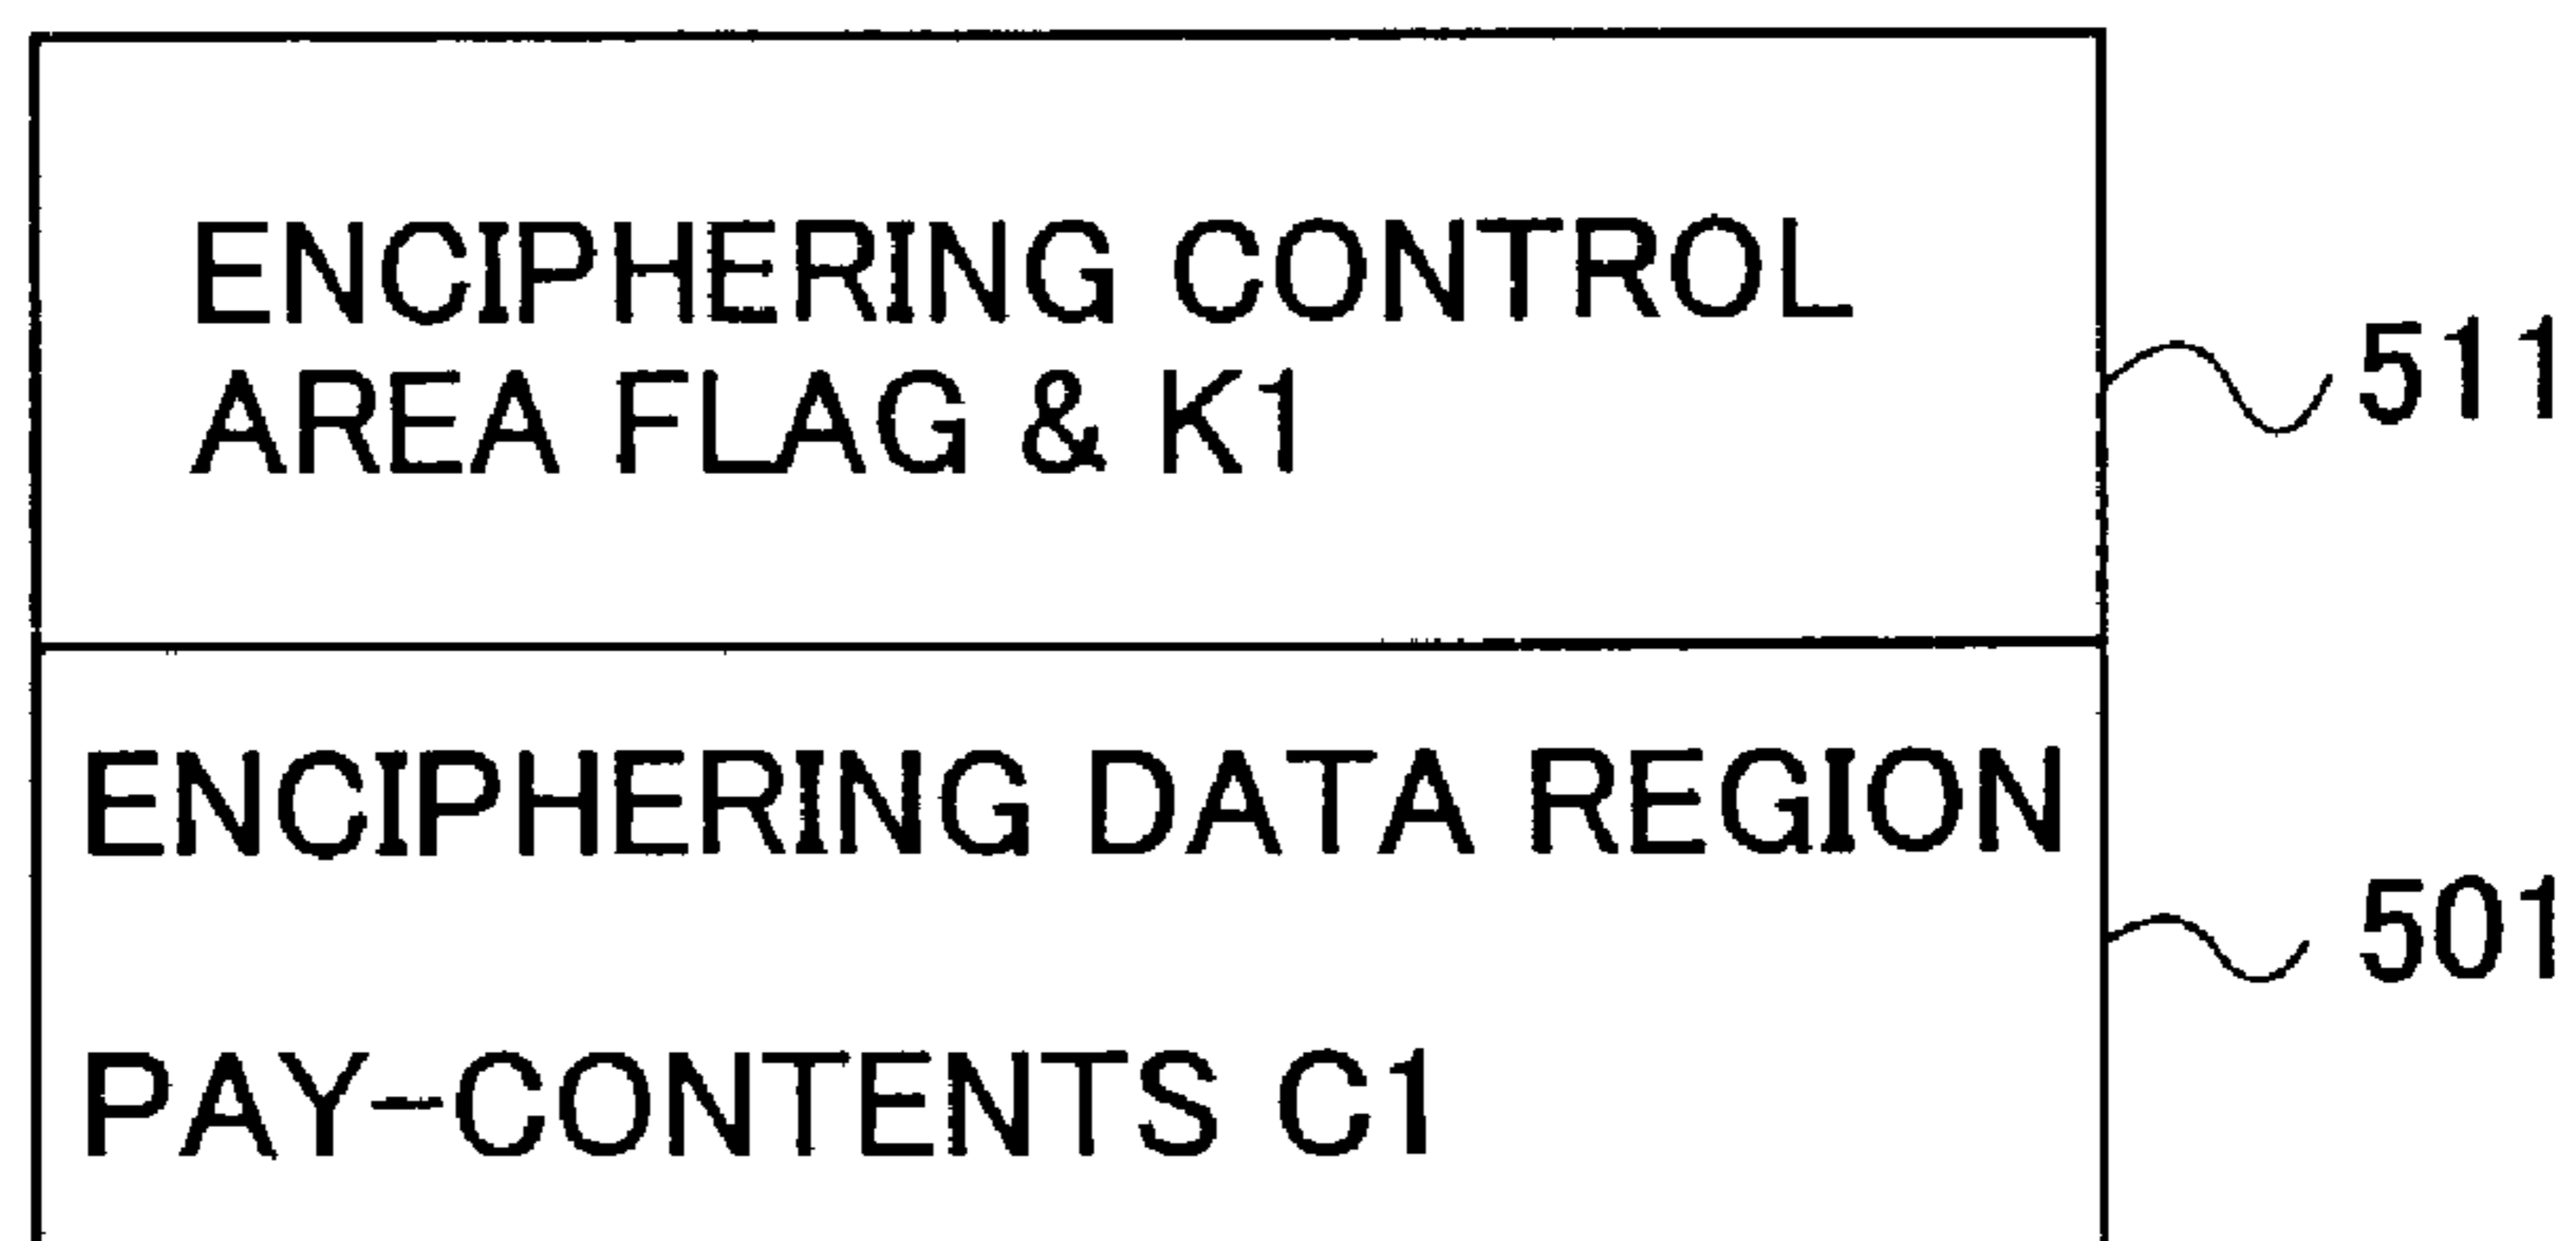 ENCIPHERING CONTROL
AREA FLAG & K1
511
ENCIPHERING DATA REGION
501
PAY-CONTENTS C1